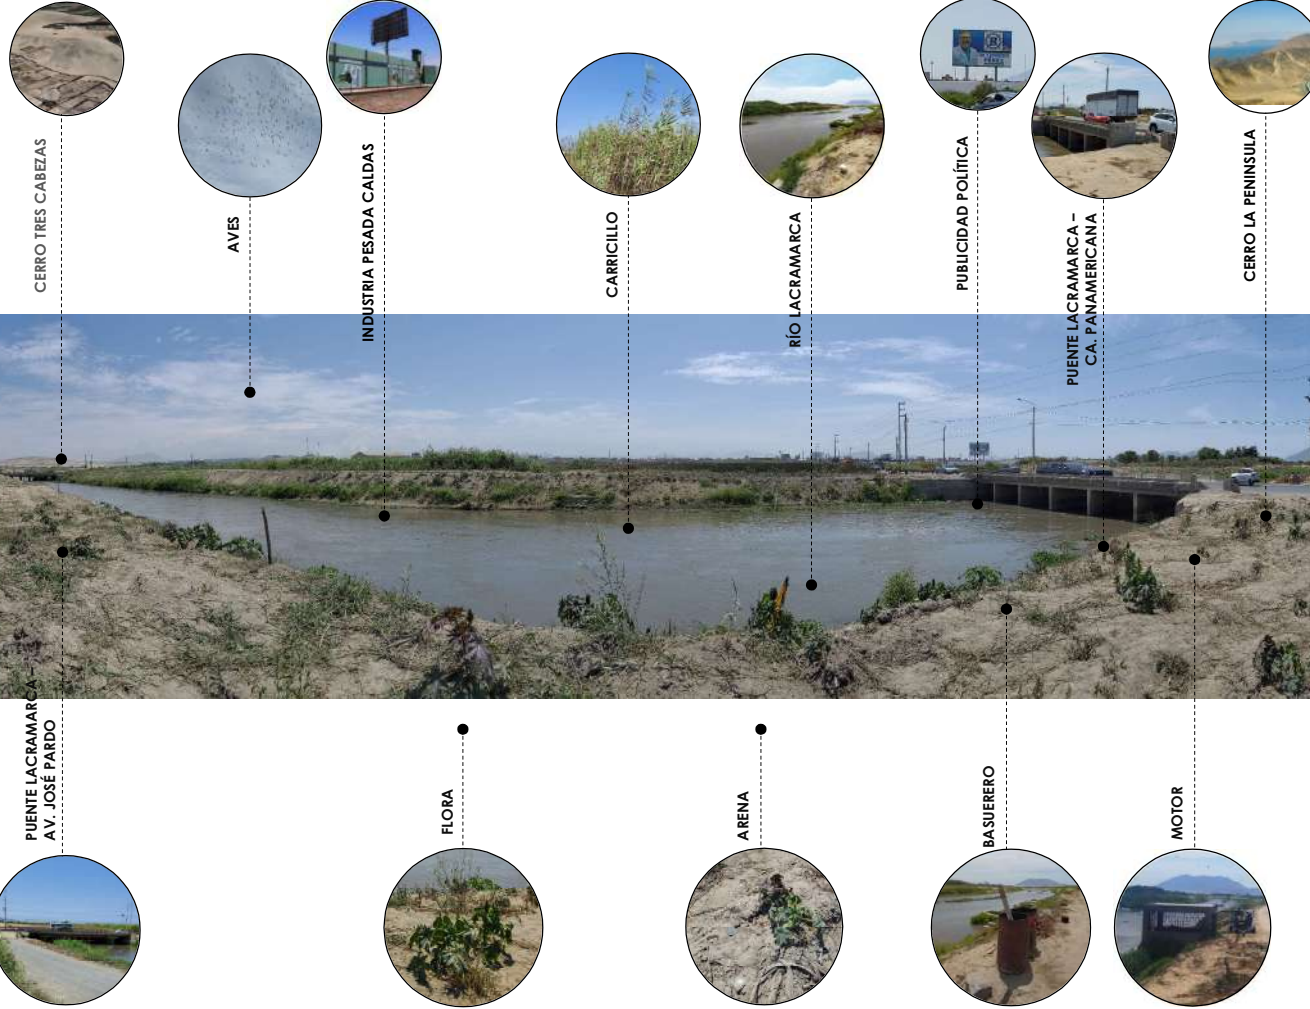 CERRO TRES CABEZAS
AVES
INDUSTRIA PESADA CALDAS
CARRICILLO
RÍO LACRAMARCA
PUBLICIDAD POLÍTICA
PUENTE LACRAMARCA –
CA. PANAMERICANA
CERRO LA PENINSULA
PUENTE LACRAMARCA -
AV. JOSÉ PARDO
FLORA
ARENA
BASUERERO
MOTOR